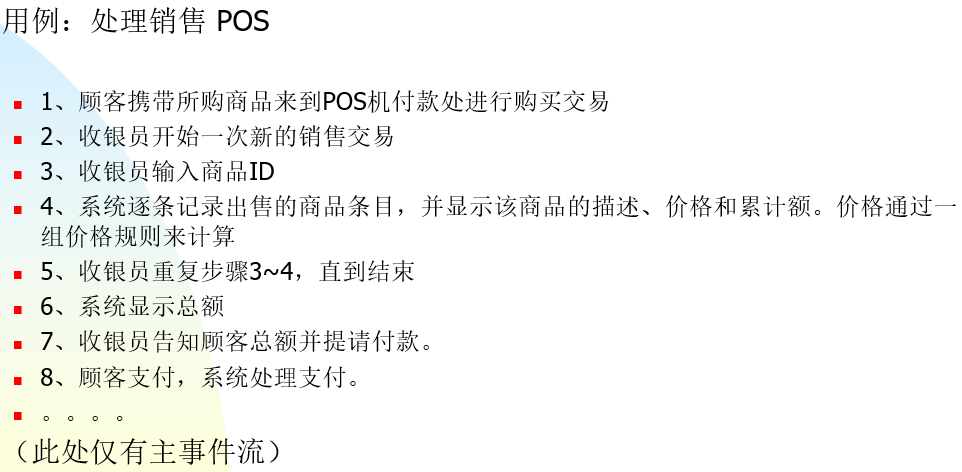 用例：处理销售 POS
1、顾客携带所购商品来到POS机付款处进行购买交易
2、收银员开始一次新的销售交易
3、收银员输入商品ID
4、系统逐条记录出售的商品条目，并显示该商品的描述、价格和累计额。价格通过一
组价格规则来计算
5、收银员重复步骤3~4，直到结束
6、系统显示总额
7、收银员告知顾客总额并提请付款。
8、顾客支付，系统处理支付。
。。。。
（此处仅有主事件流）